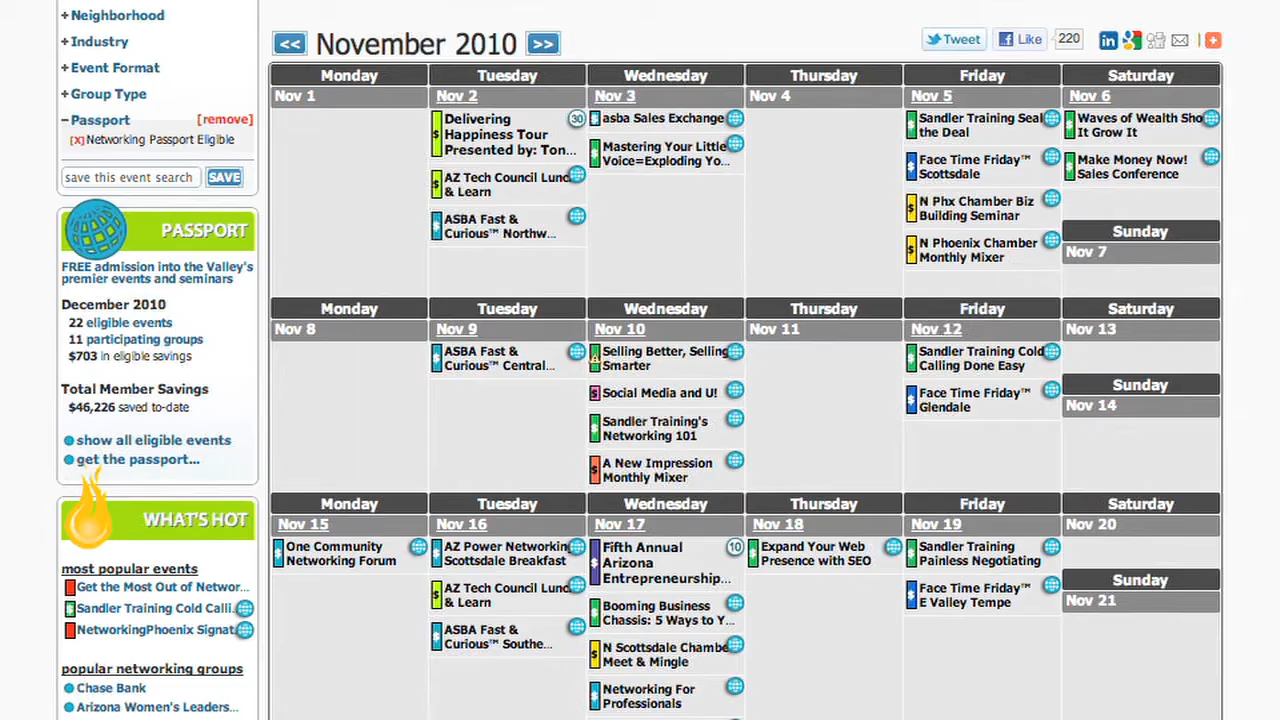 +Neighborhood
+Industry
+Event Format
+Group Type
−Passport [remove]
[X]Networking Passport Eligible
save this event search SAVE
PASSPORT
FREE admission into the Valley's
premier events and seminars
December 2010
22 eligible events
11 participating groups
$703 in eligible savings
Total Member Savings
$46,226 saved to-date
show all eligible events
get the passport...
WHAT'S HOT
most popular events
Get the Most Out of Networ...
Sandler Training Cold Calli...
NetworkingPhoenix Signat...
popular networking groups
Chase Bank
Arizona Women's Leaders...
<< November 2010 >>
Tweet Like 220
Monday Tuesday Wednesday Thursday Friday Saturday
Nov 1 Nov 2 Nov 3 Nov 4 Nov 5 Nov 6
Delivering
Happiness Tour
Presented by: Ton...
30
AZ Tech Council Lunc
& Learn
ASBA Fast &
Curious™ Northw...
asba Sales Exchange
Mastering Your Little
Voice=Exploding Yo...
Sandler Training Seal
the Deal
Face Time Friday™
Scottsdale
N Phx Chamber Biz
Building Seminar
N Phoenix Chamber
Monthly Mixer
Waves of Wealth Sho
It Grow It
Make Money Now!
Sales Conference
Sunday
Nov 7
Monday Tuesday Wednesday Thursday Friday Saturday
Nov 8 Nov 9 Nov 10 Nov 11 Nov 12 Nov 13
ASBA Fast &
Curious™ Central...
Selling Better, Selling
Smarter
Social Media and U!
Sandler Training's
Networking 101
A New Impression
Monthly Mixer
Sandler Training Cold
Calling Done Easy
Face Time Friday™
Glendale
Sunday
Nov 14
Monday Tuesday Wednesday Thursday Friday Saturday
Nov 15 Nov 16 Nov 17 Nov 18 Nov 19 Nov 20
One Community
Networking Forum
AZ Power Networking
Scottsdale Breakfast
AZ Tech Council Lunc
& Learn
ASBA Fast &
Curious™ Southe...
Fifth Annual
Arizona
Entrepreneurship...
10
Booming Business
Chassis: 5 Ways to Y...
N Scottsdale Chambe
Meet & Mingle
Networking For
Professionals
Expand Your Web
Presence with SEO
Sandler Training
Painless Negotiating
Face Time Friday™
E Valley Tempe
Sunday
Nov 21